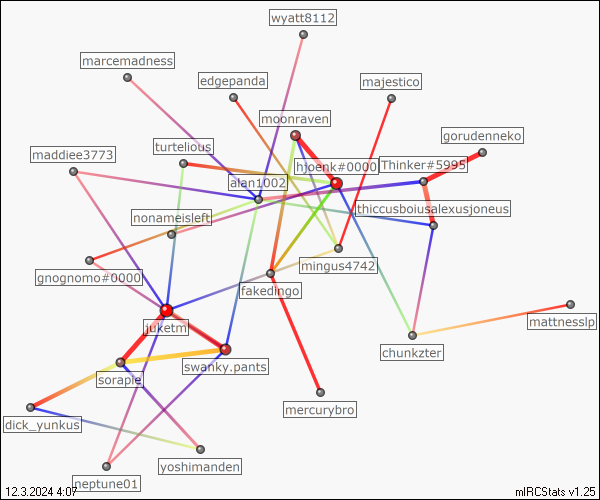 wyatt8112
marcemadness
edgepanda
majestico
moonraven
gorudenneko
turtelious
maddiee3773
hjoenk#0000
Thinker#5995
alan1002
thiccusboiusalexusjoneus
nonameisleft
mingus4742
gnognomo#0000
fakedingo
juketm
mattnesslp
chunkzter
swanky.pants
sorapie
mercurybro
dick_yunkus
yoshimanden
neptune01
12.3.2024 4:07
mIRCStats v1.25